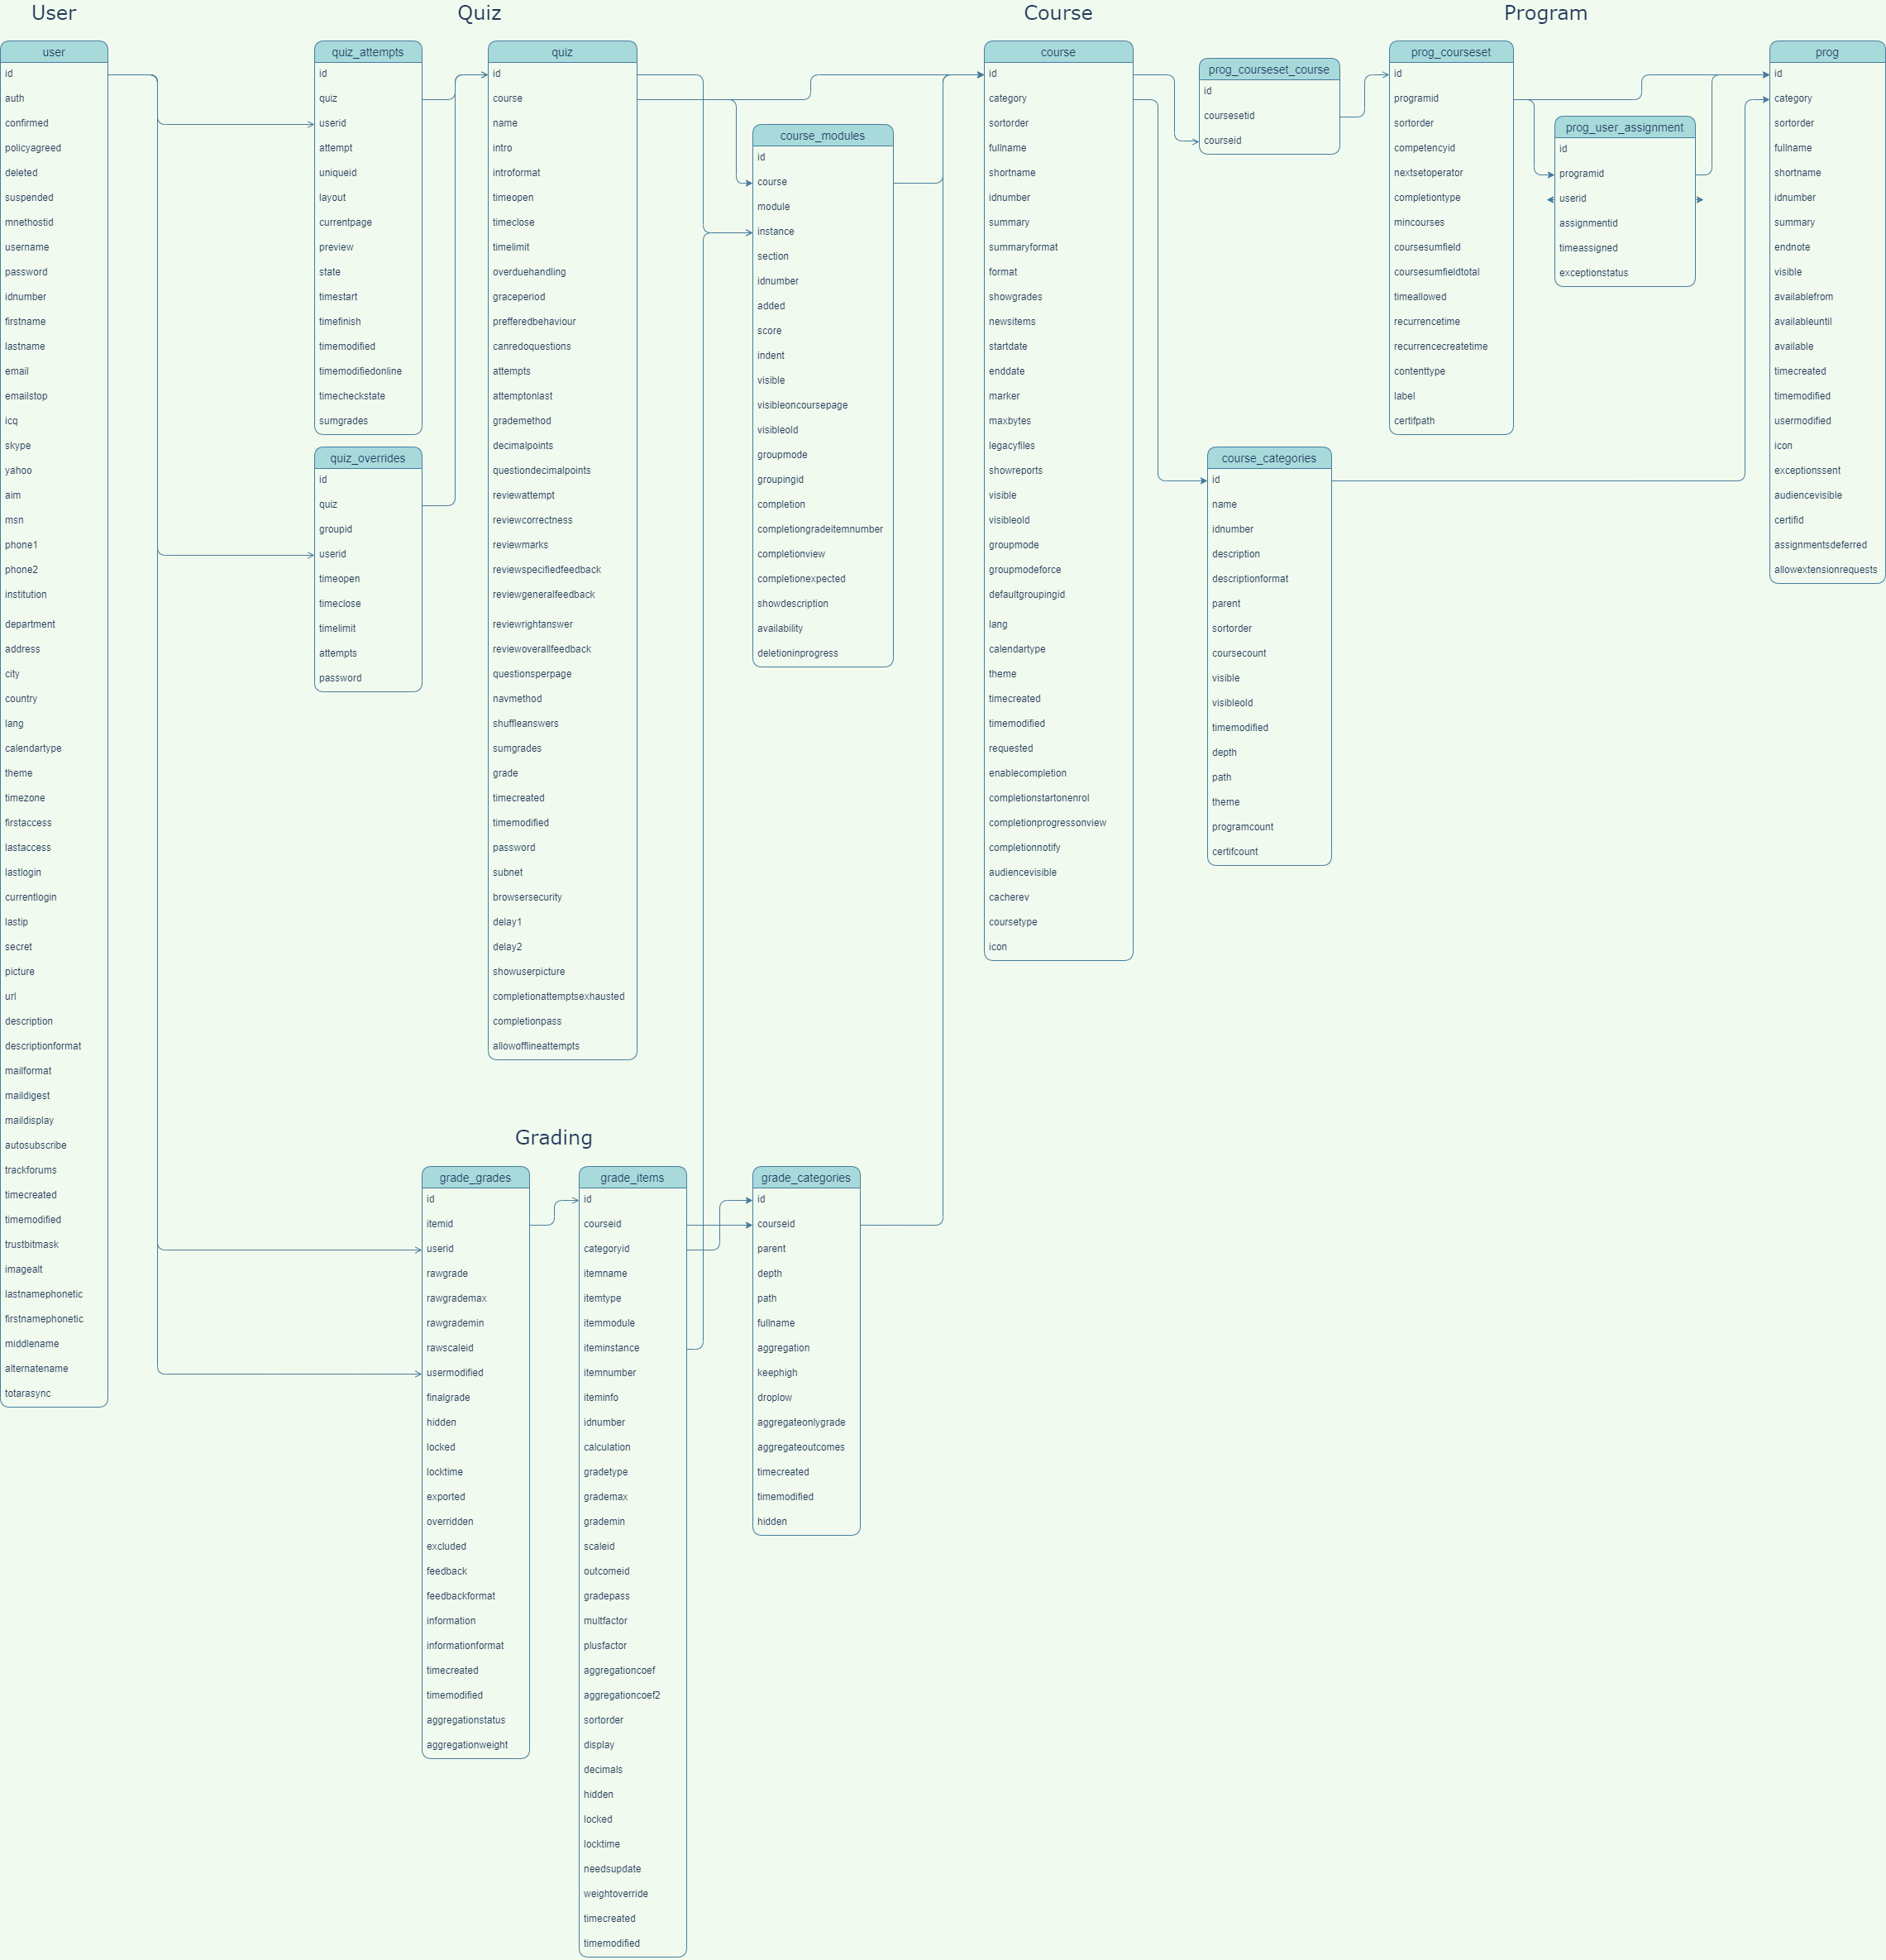 User
Quiz
Course
Program
user
id
auth
confirmed
policyagreed
deleted
suspended
mnethostid
username
password
idnumber
firstname
lastname
email
emailstop
icq
skype
yahoo
aim
msn
phone1
phone2
institution
department
address
city
country
lang
calendartype
theme
timezone
firstaccess
lastaccess
lastlogin
currentlogin
lastip
secret
picture
url
description
descriptionformat
mailformat
maildigest
maildisplay
autosubscribe
trackforums
timecreated
timemodified
trustbitmask
imagealt
lastnamephonetic
firstnamephonetic
middlename
alternatename
totarasync
quiz_attempts
id
quiz
userid
attempt
uniqueid
layout
currentpage
preview
state
timestart
timefinish
timemodified
timemodifiedonline
timecheckstate
sumgrades
quiz_overrides
id
quiz
groupid
userid
timeopen
timeclose
timelimit
attempts
password
quiz
id
course
name
intro
introformat
timeopen
timeclose
timelimit
overduehandling
graceperiod
prefferedbehaviour
canredoquestions
attempts
attemptonlast
grademethod
decimalpoints
questiondecimalpoints
reviewattempt
reviewcorrectness
reviewmarks
reviewspecifiedfeedback
reviewgeneralfeedback
reviewrightanswer
reviewoverallfeedback
questionsperpage
navmethod
shuffleanswers
sumgrades
grade
timecreated
timemodified
password
subnet
browsersecurity
delay1
delay2
showuserpicture
completionattemptsexhausted
completionpass
allowofflineattempts
course_modules
id
course
module
instance
section
idnumber
added
score
indent
visible
visibleoncoursepage
visibleold
groupmode
groupingid
completion
completiongradeitemnumber
completionview
completionexpected
showdescription
availability
deletioninprogress
course
id
category
sortorder
fullname
shortname
idnumber
summary
summaryformat
format
showgrades
newsitems
startdate
enddate
marker
maxbytes
legacyfiles
showreports
visible
visibleold
groupmode
groupmodeforce
defaultgroupingid
lang
calendartype
theme
timecreated
timemodified
requested
enablecompletion
completionstartonenrol
completionprogressonview
completionnotify
audiencevisible
cacherev
coursetype
icon
prog_courseset_course
id
coursesetid
courseid
course_categories
id
name
idnumber
description
descriptionformat
parent
sortorder
coursecount
visible
visibleold
timemodified
depth
path
theme
programcount
certifcount
prog_courseset
id
programid
sortorder
competencyid
nextsetoperator
completiontype
mincourses
coursesumfield
coursesumfieldtotal
timeallowed
recurrencetime
recurrencecreatetime
contenttype
label
certifpath
prog_user_assignment
id
programid
userid
assignmentid
timeassigned
exceptionstatus
prog
id
category
sortorder
fullname
shortname
idnumber
summary
endnote
visible
availablefrom
availableuntil
available
timecreated
timemodified
usermodified
icon
exceptionssent
audiencevisible
certifid
assignmentsdeferred
allowextensionrequests
Grading
grade_grades
id
itemid
userid
rawgrade
rawgrademax
rawgrademin
rawscaleid
usermodified
finalgrade
hidden
locked
locktime
exported
overridden
excluded
feedback
feedbackformat
information
informationformat
timecreated
timemodified
aggregationstatus
aggregationweight
grade_items
id
courseid
categoryid
itemname
itemtype
itemmodule
iteminstance
itemnumber
iteminfo
idnumber
calculation
gradetype
grademax
grademin
scaleid
outcomeid
gradepass
multfactor
plusfactor
aggregationcoef
aggregationcoef2
sortorder
display
decimals
hidden
locked
locktime
needsupdate
weightoverride
timecreated
timemodified
grade_categories
id
courseid
parent
depth
path
fullname
aggregation
keephigh
droplow
aggregateonlygrade
aggregateoutcomes
timecreated
timemodified
hidden